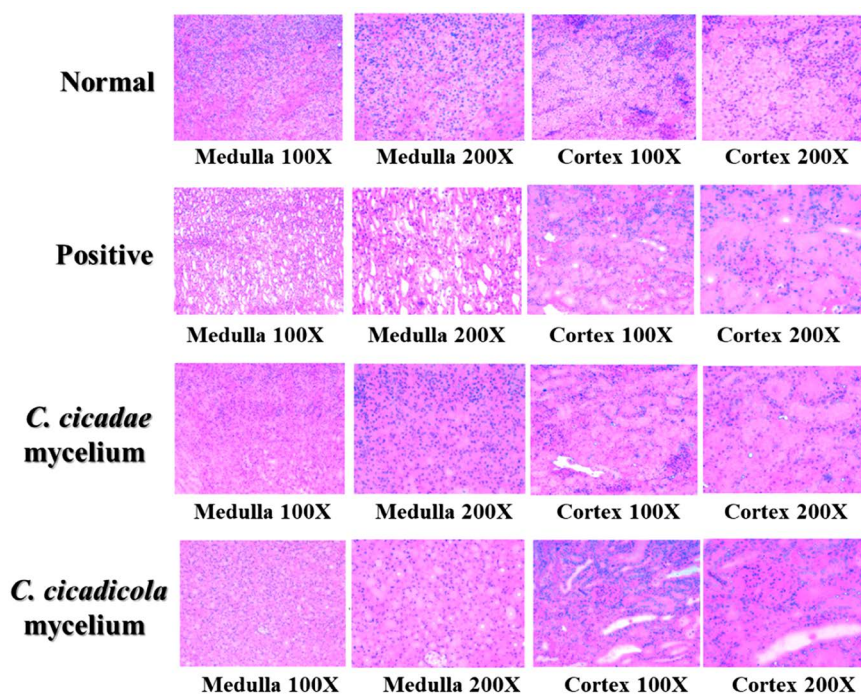 Normal
Medulla 100X Medulla 200X Cortex 100X Cortex 200X
Positive
Medulla 100X Medulla 200X Cortex 100X Cortex 200X
C. cicadae
mycelium
Medulla 100X Medulla 200X Cortex 100X Cortex 200X
C. cicadicola
mycelium
Medulla 100X Medulla 200X Cortex 100X Cortex 200X